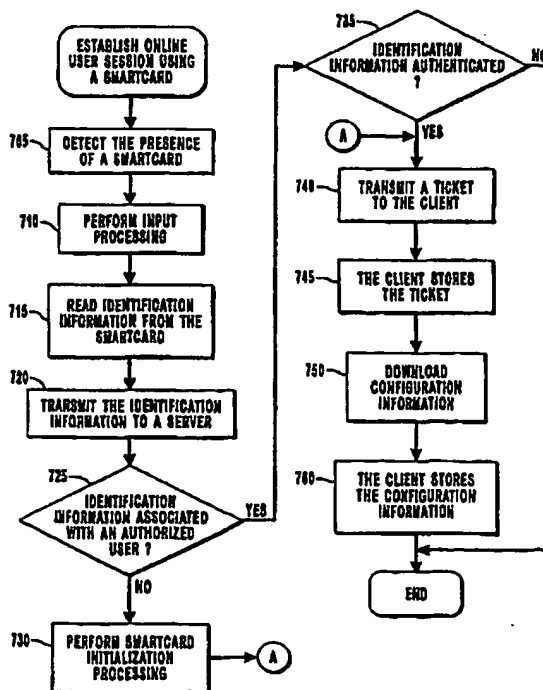 ESTABLISH ONLINE
USER SESSION USING
A SMARTCARD
705
DETECT THE PRESENCE
OF A SMARTCARD
710
PERFORM INPUT
PROCESSING
715
READ IDENTIFICATION
INFORMATION FROM THE
SMARTCARD
720
TRANSMIT THE IDENTIFICATION
INFORMATION TO A SERVER
725
IDENTIFICATION
INFORMATION ASSOCIATED
WITH AN AUTHORIZED
USER ?
YES
NO
730
PERFORM SMARTCARD
INITIALIZATION
PROCESSING
A
735
IDENTIFICATION
INFORMATION AUTHENTICATED
?
NO
A
YES
740
TRANSMIT A TICKET
TO THE CLIENT
745
THE CLIENT STORES
THE TICKET
750
DOWNLOAD
CONFIGURATION
INFORMATION
760
THE CLIENT STORES
THE CONFIGURATION
INFORMATION
END